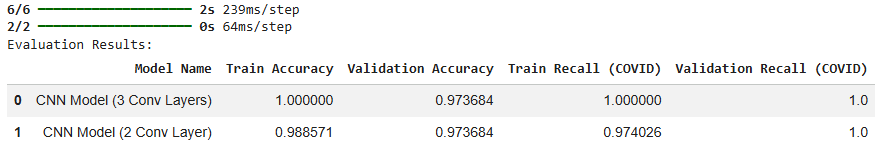 6/6 ━━━━━━━━━━━━━━━━━━━━ 2s 239ms/step
2/2 ━━━━━━━━━━━━━━━━━━━━ 0s 64ms/step
Evaluation Results:
Model Name Train Accuracy Validation Accuracy Train Recall (COVID) Validation Recall (COVID)
0 CNN Model (3 Conv Layers) 1.000000 0.973684 1.000000 1.0
1 CNN Model (2 Conv Layer) 0.988571 0.973684 0.974026 1.0